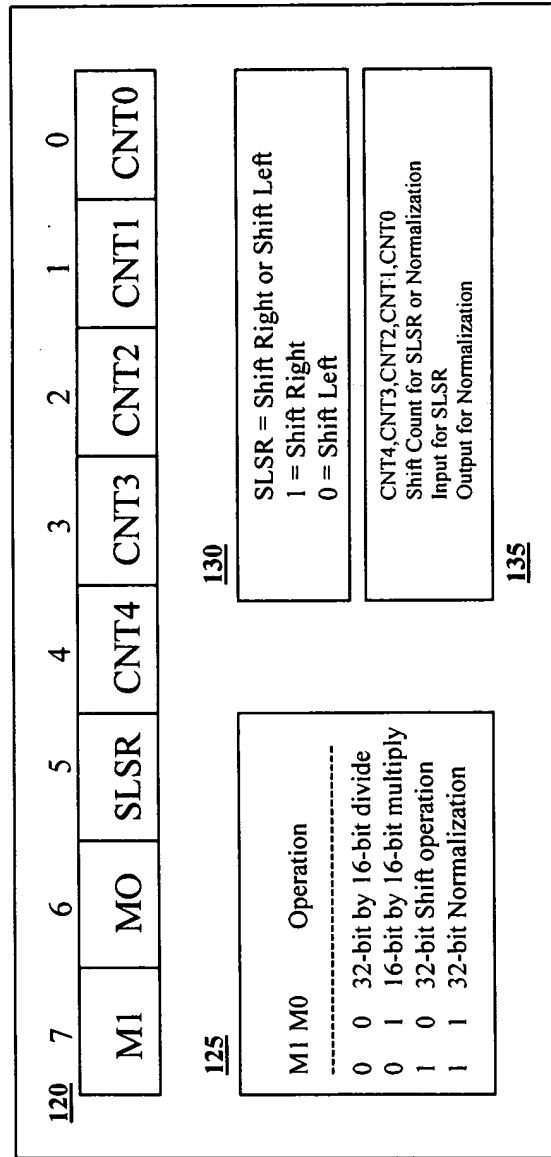 120
7 6 5 4 3 2 1 0
M1 MO SLSR CNT4 CNT3 CNT2 CNT1 CNT0
125
M1 M0 Operation
--------------------------------------------
0 0 32-bit by 16-bit divide
0 1 16-bit by 16-bit multiply
1 0 32-bit Shift operation
1 1 32-bit Normalization
130
SLSR = Shift Right or Shift Left
1 = Shift Right
0 = Shift Left
CNT4,CNT3,CNT2,CNT1,CNT0
Shift Count for SLSR or Normalization
Input for SLSR
Output for Normalization
135